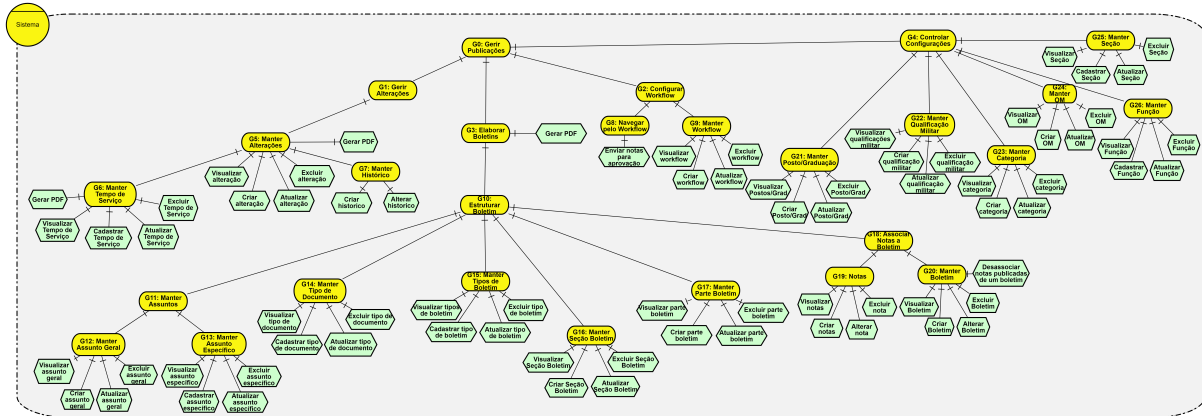 Sistema
G0: Gerir
Publicações
G4: Controlar
Configurações
G25: Manter
Seção
Visualizar
Seção
Excluir
Seção
Cadastrar
Seção
Atualizar
Seção
G1: Gerir
Alterações
G2: Configurar
Workflow
G24:
Manter
OM
Visualizar
OM
Excluir
OM
Criar
OM
Atualizar
OM
G26: Manter
Função
Visualizar
Função
Excluir
Função
Cadastrar
Função
Atualizar
Função
G3: Elaborar
Boletins
Gerar PDF
G8: Navegar
pelo Workflow
Enviar notas
para
aprovação
G9: Manter
Workflow
Visualizar
workflow
Excluir
workflow
Criar
workflow
Atualizar
workflow
G22: Manter
Qualificação
Militar
Visualizar
qualificações
militar
Criar
qualificação
militar
Excluir
qualificação
militar
Atualizar
qualificação
militar
G21: Manter
Posto/Graduação
Visualizar
Postos/Grad
Excluir
Posto/Grad
Criar
Posto/Grad
Atualizar
Posto/Grad
G23: Manter
Categoria
Visualizar
categoria
Excluir
categoria
Criar
categoria
Atualizar
categoria
G5: Manter
Alterações
Gerar PDF
Visualizar
alteração
Excluir
alteração
Criar
alteração
Atualizar
alteração
G7: Manter
Histórico
Criar
historico
Alterar
historico
G6: Manter
Tempo de
Serviço
Gerar PDF
Excluir
Tempo de
Serviço
Visualizar
Tempo de
Serviço
Cadastrar
Tempo de
Serviço
Atualizar
Tempo de
Serviço
G10:
Estruturar
Boletim
G18: Associar
Notas a
Boletim
G19: Notas
Visualizar
notas
Excluir
nota
Criar
notas
Alterar
nota
G20: Manter
Boletim
Desassociar
notas publicadas
de um boletim
Visualizar
Boletim
Excluir
Boletim
Criar
Boletim
Alterar
Boletim
G11: Manter
Assuntos
G14: Manter
Tipo de
Documento
Visualizar
tipo de
documento
Excluir tipo de
documento
Cadastrar tipo
de documento
Atualizar tipo
de documento
G15: Manter
Tipos de
Boletim
Visualizar tipos
de boletim
Excluir tipo
de boletim
Cadastrar tipo
de boletim
Atualizar tipo
de boletim
G17: Manter
Parte Boletim
Visualizar parte
boletim
Excluir parte
boletim
Criar parte
boletim
Atualizar parte
boletim
G16: Manter
Seção Boletim
Visualizar
Seção Boletim
Excluir Seção
Boletim
Criar Seção
Boletim
Atualizar
Seção Boletim
G12: Manter
Assunto Geral
Visualizar
assunto
geral
Excluir
assunto
geral
Criar
assunto
geral
Atualizar
assunto
geral
G13: Manter
Assunto
Específico
Visualizar
assunto
específico
Excluir
assunto
específico
Cadastrar
assunto
específico
Atualizar
assunto
específico